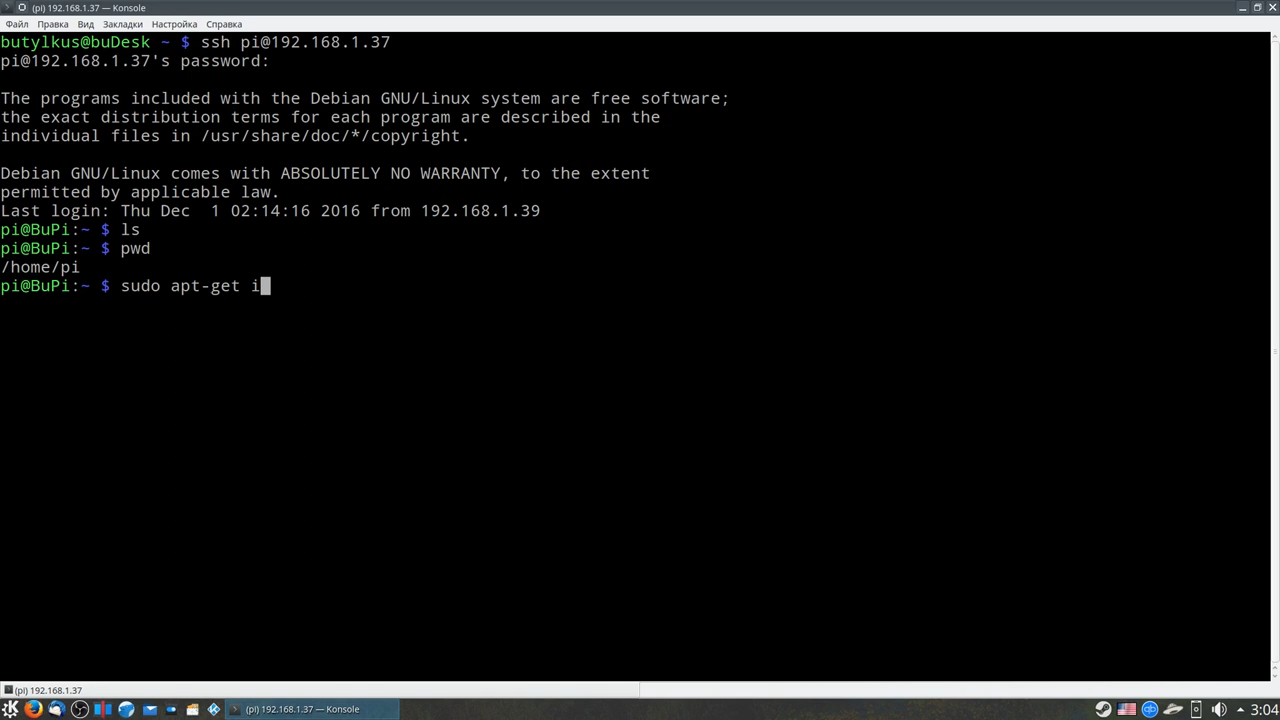 (pi) 192.168.1.37 — Konsole
Файл Правка Вид Закладки Настройка Справка
butylkus@buDesk ~ $ ssh pi@192.168.1.37
pi@192.168.1.37's password:
The programs included with the Debian GNU/Linux system are free software;
the exact distribution terms for each program are described in the
individual files in /usr/share/doc/*/copyright.
Debian GNU/Linux comes with ABSOLUTELY NO WARRANTY, to the extent
permitted by applicable law.
Last login: Thu Dec  1 02:14:16 2016 from 192.168.1.39
pi@BuPi:~ $ ls
pi@BuPi:~ $ pwd
/home/pi
pi@BuPi:~ $ sudo apt-get i
(pi) 192.168.1.37
(pi) 192.168.1.37 — Konsole
3:04